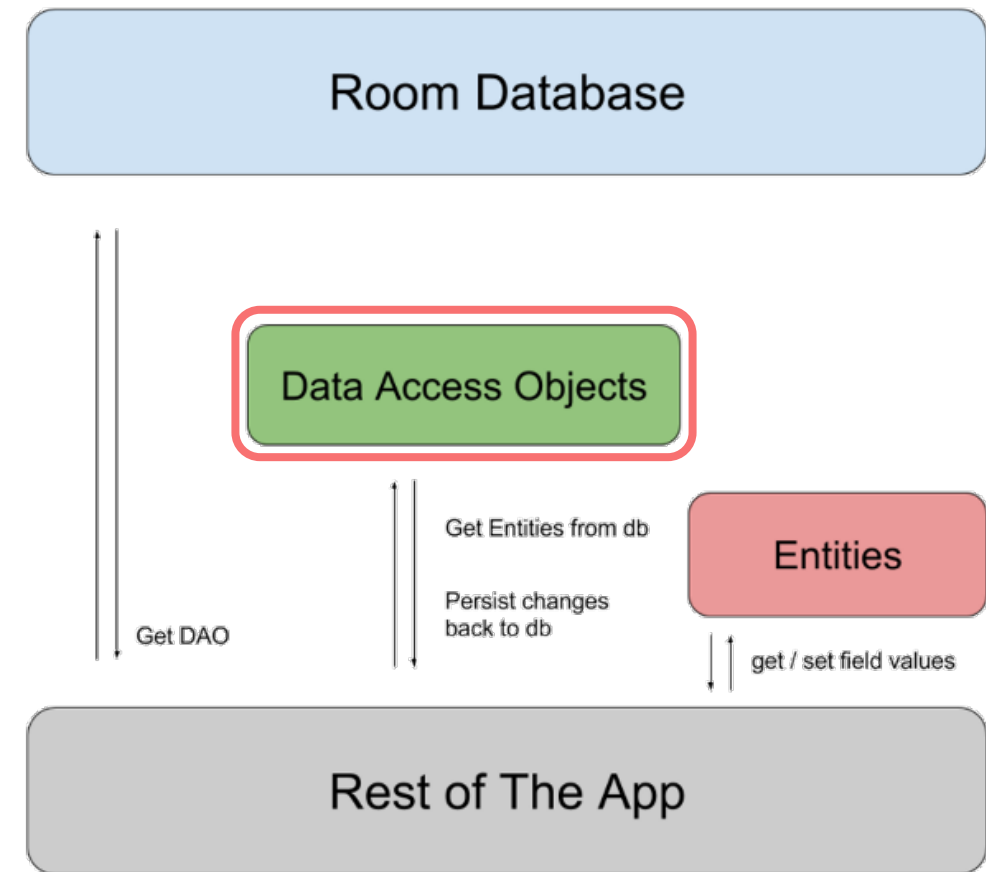 Room Database
Data Access Objects
Get Entities from db
Entities
Persist changes
back to db
Get DAO
get / set field values
Rest of The App